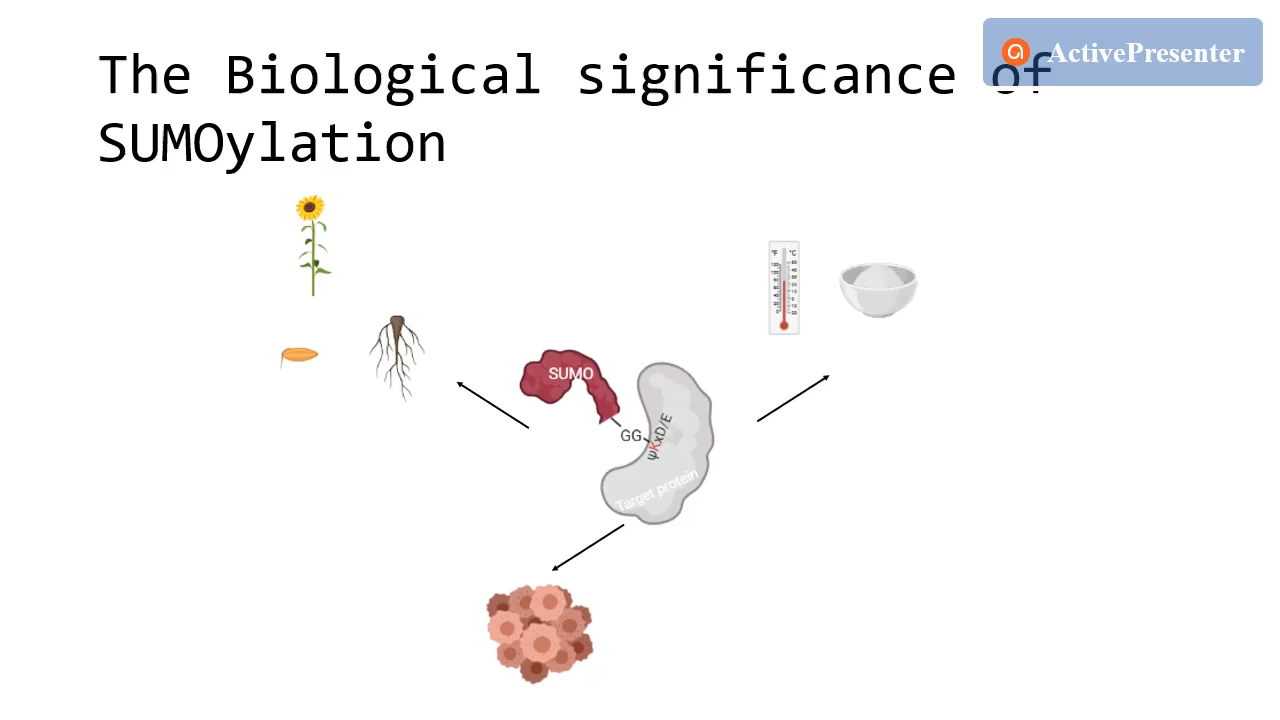 The Biological significance of
SUMOylation
ActivePresenter
°F °C
SUMO
GG
ψKxD/E
Target protein